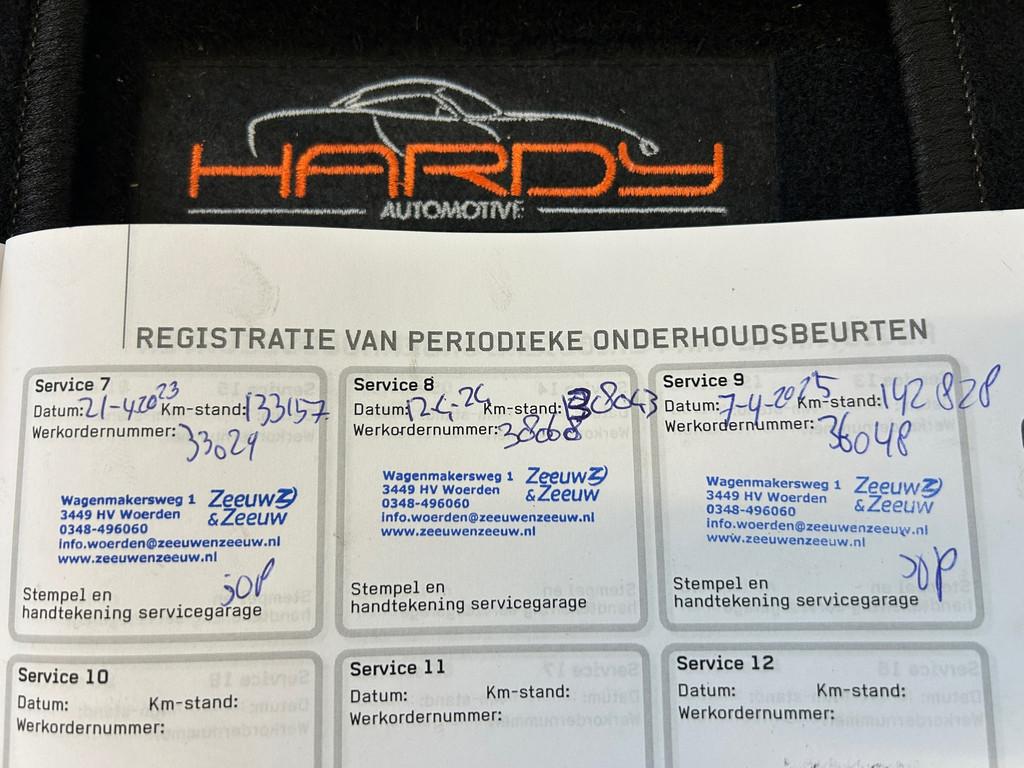 HARDY
AUTOMOTIVE
REGISTRATIE VAN PERIODIEKE ONDERHOUDSBEURTEN
Service 7
Datum: 21-4 2023 Km-stand: 133157
Werkordernummer: 33021
Wagenmakersweg 1
3449 HV Woerden
0348-496060
info.woerden@zeeuwenzeeuw.nl
www.zeeuwenzeeuw.nl
Zeeuw
& Zeeuw
Stempel en
handtekening servicegarage
Service 8
Datum: Km-stand: 138043
Werkordernummer: 38068
Wagenmakersweg 1
3449 HV Woerden
0348-496060
info.woerden@zeeuwenzeeuw.nl
www.zeeuwenzeeuw.nl
Zeeuw
& Zeeuw
Stempel en
handtekening servicegarage
Service 9
Datum: 7-4-2025 Km-stand: 142828
Werkordernummer: 36048
Wagenmakersweg 1
3449 HV Woerden
0348-496060
info.woerden@zeeuwenzeeuw.nl
www.zeeuwenzeeuw.nl
Zeeuw
& Zeeuw
Stempel en
handtekening servicegarage
Service 10
Datum: Km-stand:
Werkordernummer:
Service 11
Datum: Km-stand:
Werkordernummer:
Service 12
Datum: Km-stand:
Werkordernummer: